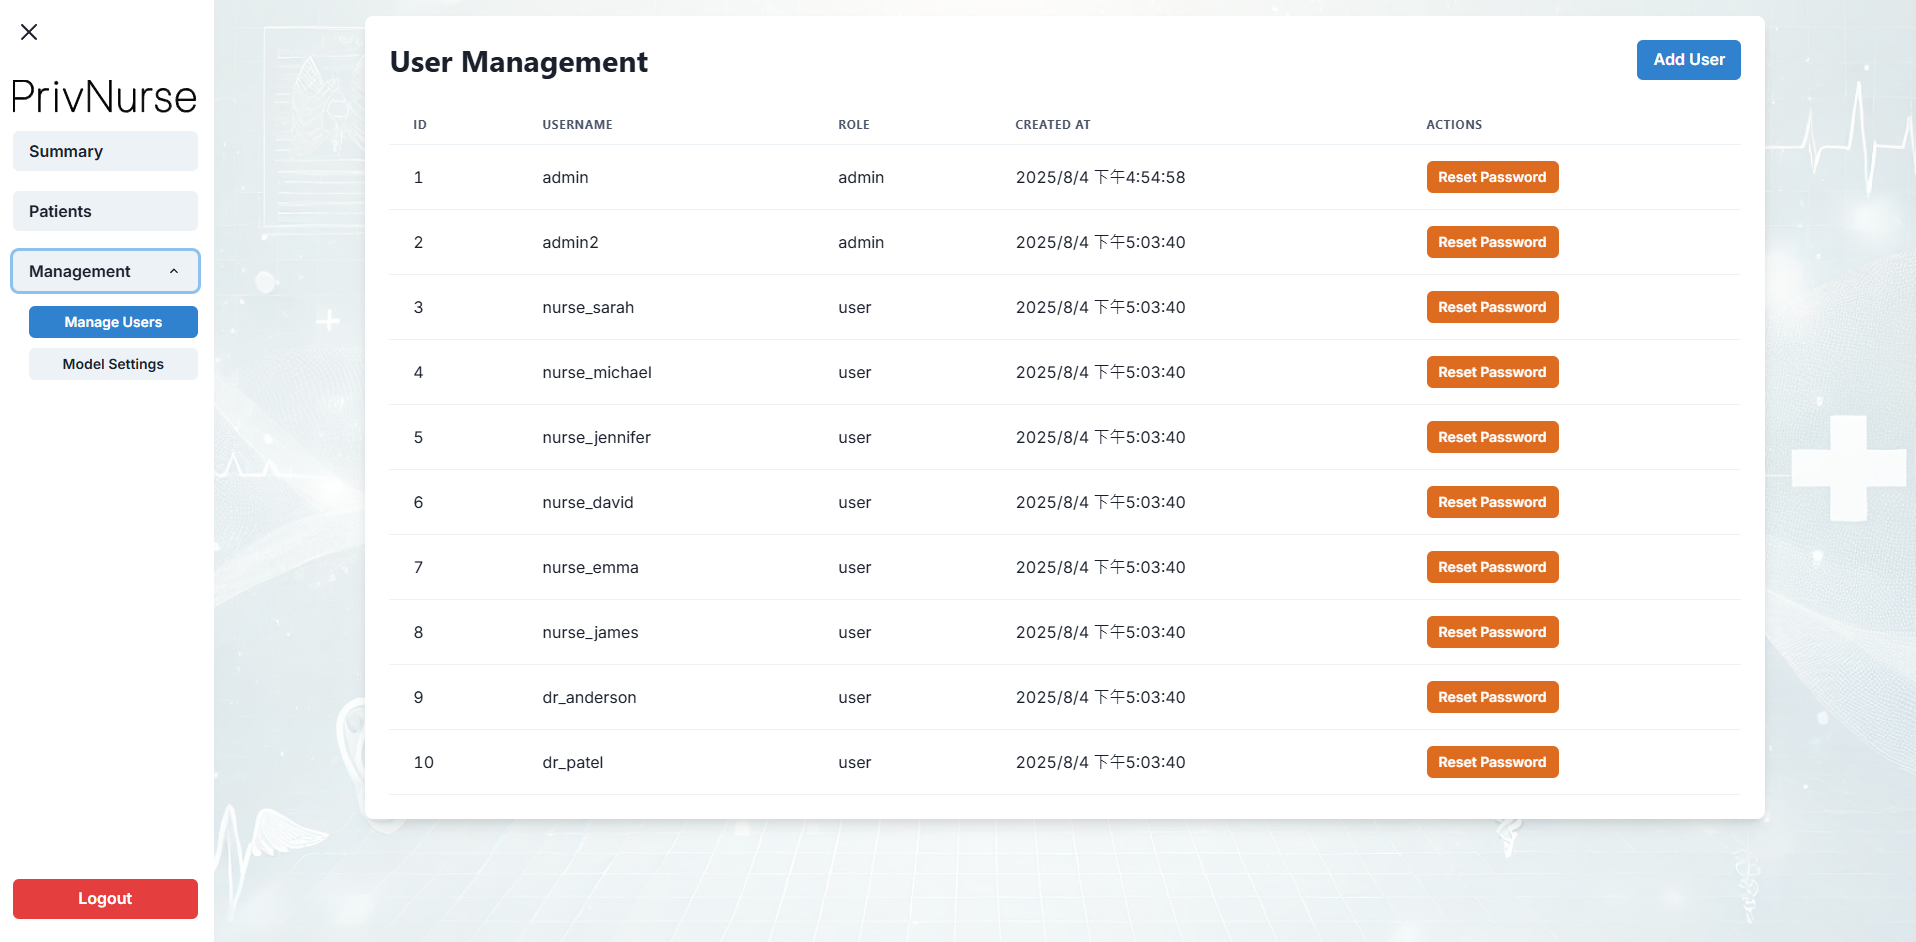 PrivNurse
Summary
Patients
Management
Manage Users
Model Settings
Logout
User Management
Add User
ID USERNAME ROLE CREATED AT ACTIONS
1 admin admin 2025/8/4 下午4:54:58 Reset Password
2 admin2 admin 2025/8/4 下午5:03:40 Reset Password
3 nurse_sarah user 2025/8/4 下午5:03:40 Reset Password
4 nurse_michael user 2025/8/4 下午5:03:40 Reset Password
5 nurse_jennifer user 2025/8/4 下午5:03:40 Reset Password
6 nurse_david user 2025/8/4 下午5:03:40 Reset Password
7 nurse_emma user 2025/8/4 下午5:03:40 Reset Password
8 nurse_james user 2025/8/4 下午5:03:40 Reset Password
9 dr_anderson user 2025/8/4 下午5:03:40 Reset Password
10 dr_patel user 2025/8/4 下午5:03:40 Reset Password